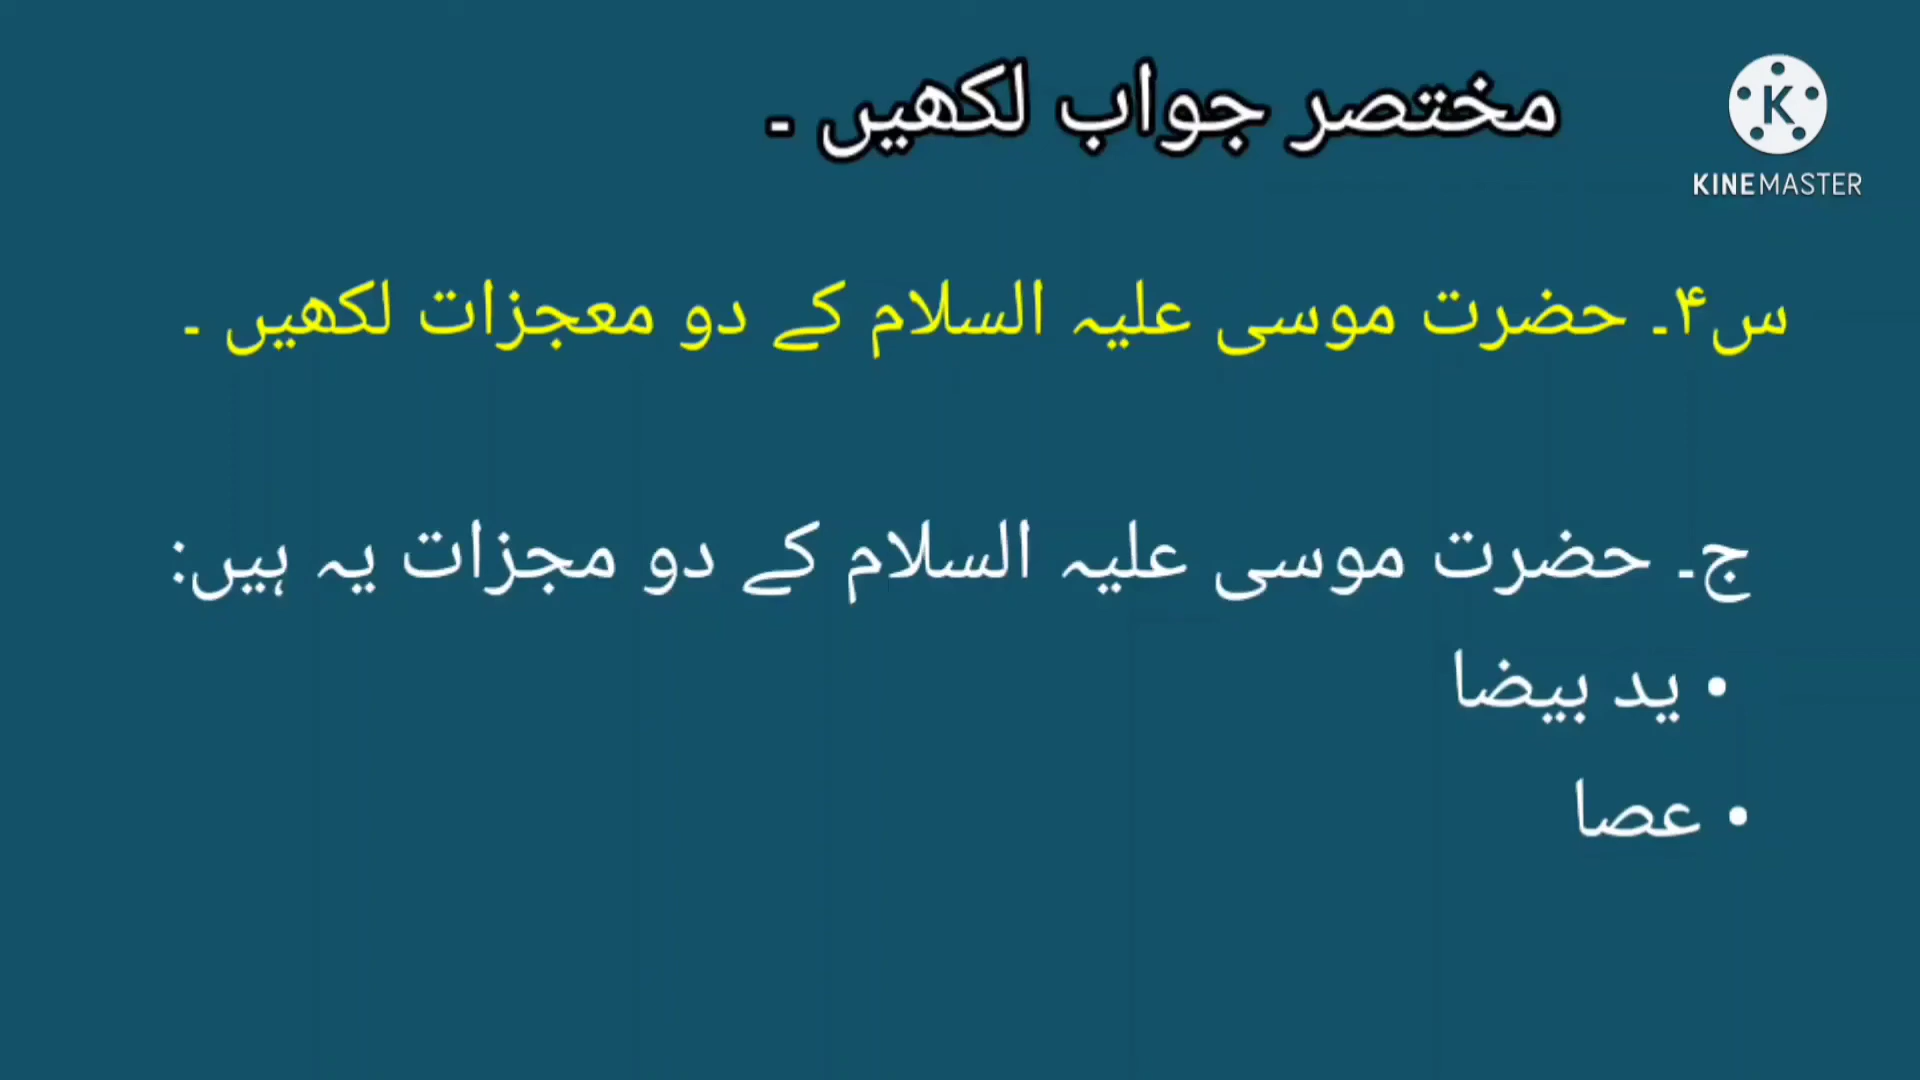 مختصر جواب لکھیں ۔
K
KINEMASTER
س۴۔ حضرت موسی علیہ السلام کے دو معجزات لکھیں ۔
ج۔ حضرت موسی علیہ السلام کے دو مجزات یہ ہیں:
• ید بیضا
• عصا